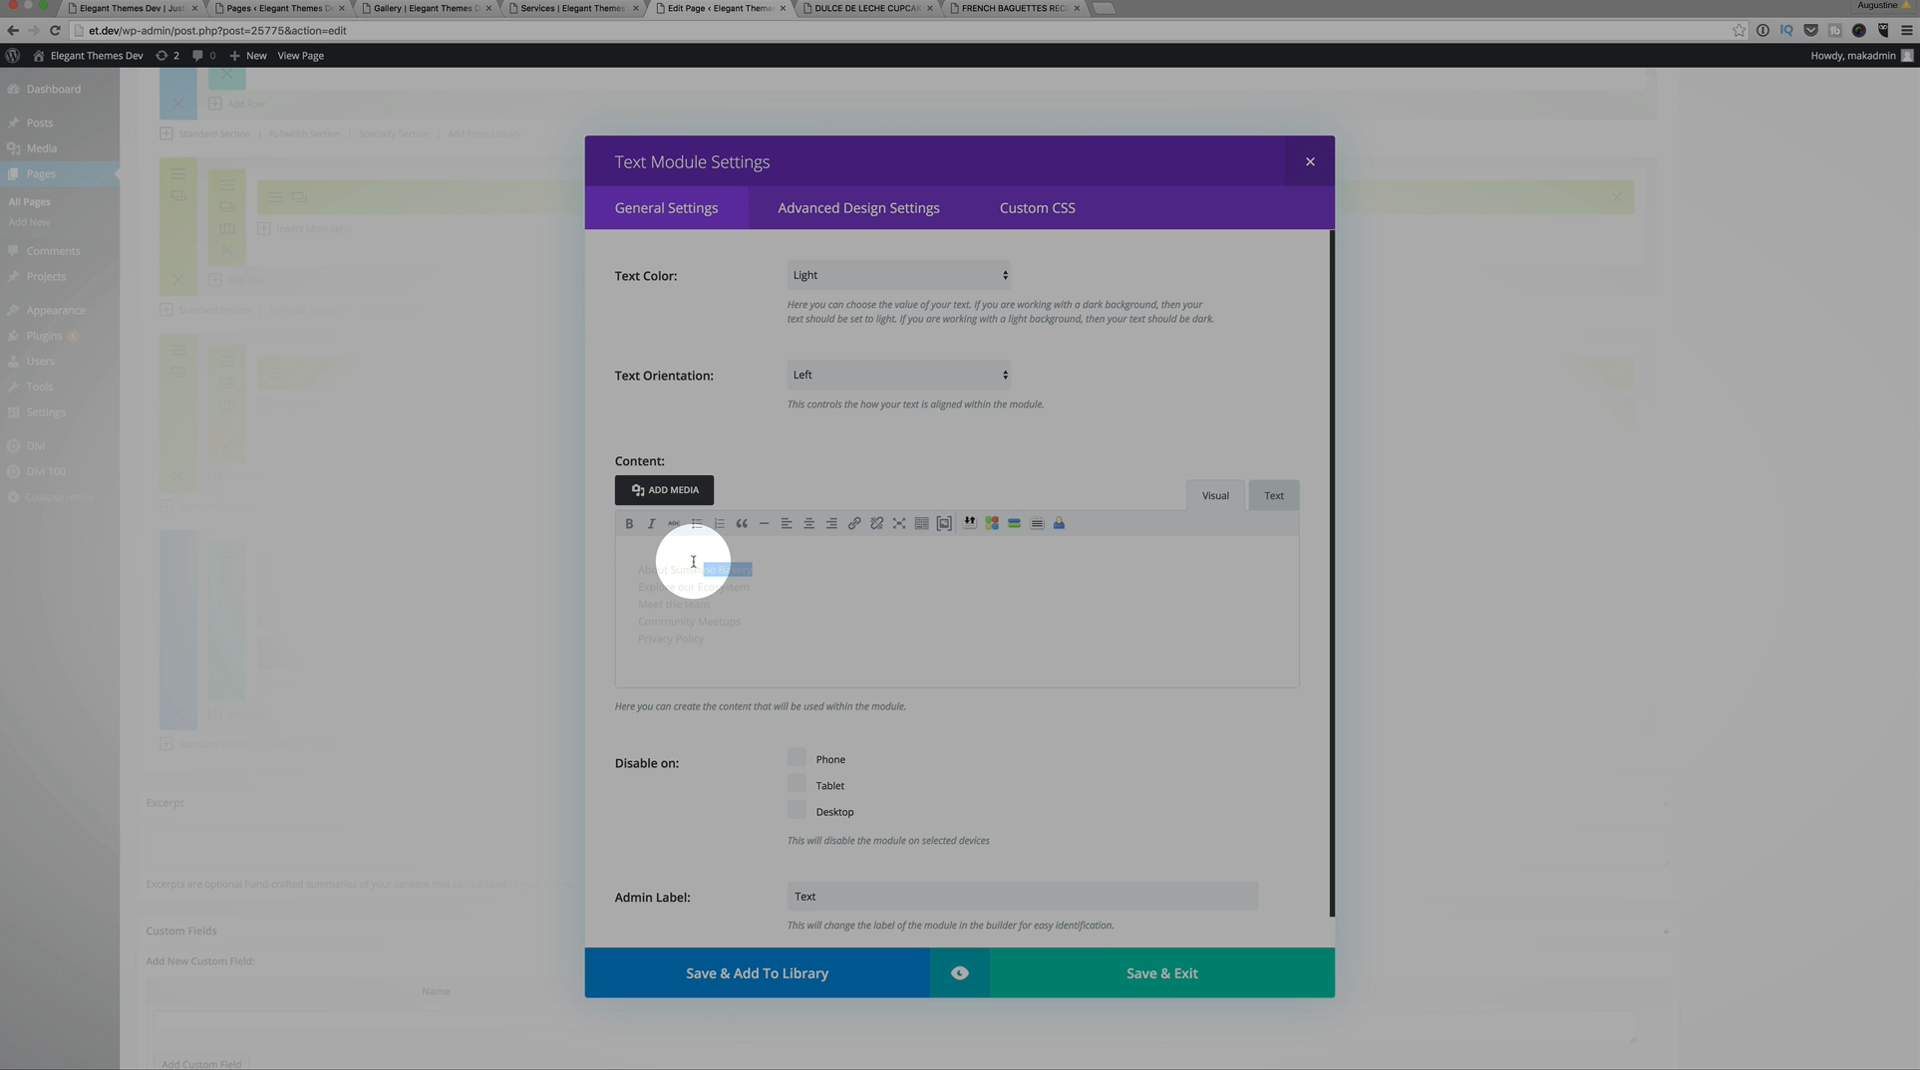 Elegant Themes Dev | Just
Pages ‹ Elegant Themes De
Gallery | Elegant Themes D
Services | Elegant Themes
Edit Page ‹ Elegant Theme
DULCE DE LECHE CUPCAK
FRENCH BAGUETTES REC
Augustine
et.dev/wp-admin/post.php?post=25775&action=edit
Elegant Themes Dev 2 0 New View Page
Howdy, makadmin
Dashboard
Posts
Media
Pages
All Pages
Add New
Comments
Projects
Appearance
Plugins 1
Users
Tools
Settings
Divi
Divi 100
Collapse menu
Add Row
Standard Section | Fullwidth Section | Specialty Section | Add From Library
Insert Module(s)
Add Row
Standard Section
Standard Section
Excerpt
Excerpts are optional hand-crafted summaries of your content that can be
Custom Fields
Add New Custom Field:
Name
Add Custom Field
Text Module Settings
General Settings
Advanced Design Settings
Custom CSS
Text Color:
Light
Here you can choose the value of your text. If you are working with a dark background, then your
text should be set to light. If you are working with a light background, then your text should be dark.
Text Orientation:
Left
This controls the how your text is aligned within the module.
Content:
ADD MEDIA
Visual
Text
B I ABC
About Sunshine Bakery
Explore our Ecosystem
Meet the team
Community Meetups
Privacy Policy
Here you can create the content that will be used within the module.
Disable on:
Phone
Tablet
Desktop
This will disable the module on selected devices
Admin Label:
Text
This will change the label of the module in the builder for easy identification.
Save & Add To Library
Save & Exit